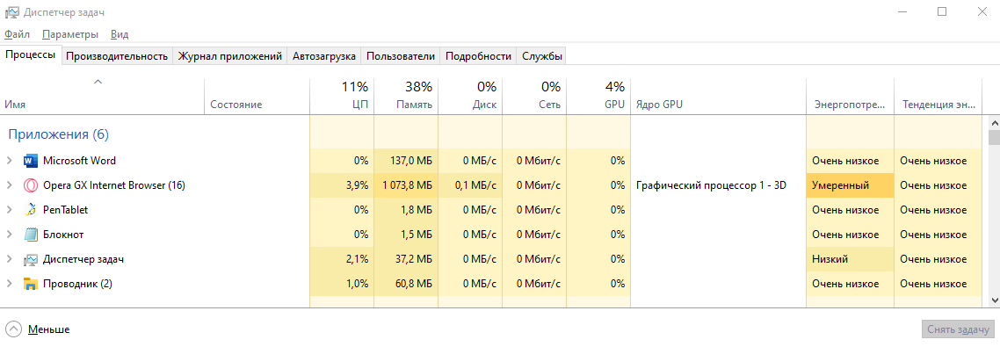 Диспетчер задач
Файл Параметры Вид
Процессы Производительность Журнал приложений Автозагрузка Пользователи Подробности Службы
11% 38% 0% 0% 4%
Имя Состояние ЦП Память Диск Сеть GPU Ядро GPU Энергопотре... Тенденция эн...
Приложения (6)
Microsoft Word 0% 137,0 МБ 0 МБ/с 0 Мбит/с 0% Очень низкое Очень низкое
Opera GX Internet Browser (16) 3,9% 1 073,8 МБ 0,1 МБ/с 0 Мбит/с 0% Графический процессор 1 - 3D Умеренный Очень низкое
PenTablet 0% 1,8 МБ 0 МБ/с 0 Мбит/с 0% Очень низкое Очень низкое
Блокнот 0% 1,5 МБ 0 МБ/с 0 Мбит/с 0% Очень низкое Очень низкое
Диспетчер задач 2,1% 37,2 МБ 0 МБ/с 0 Мбит/с 0% Низкий Очень низкое
Проводник (2) 1,0% 60,8 МБ 0 МБ/с 0 Мбит/с 0% Очень низкое Очень низкое
Меньше Снять задачу